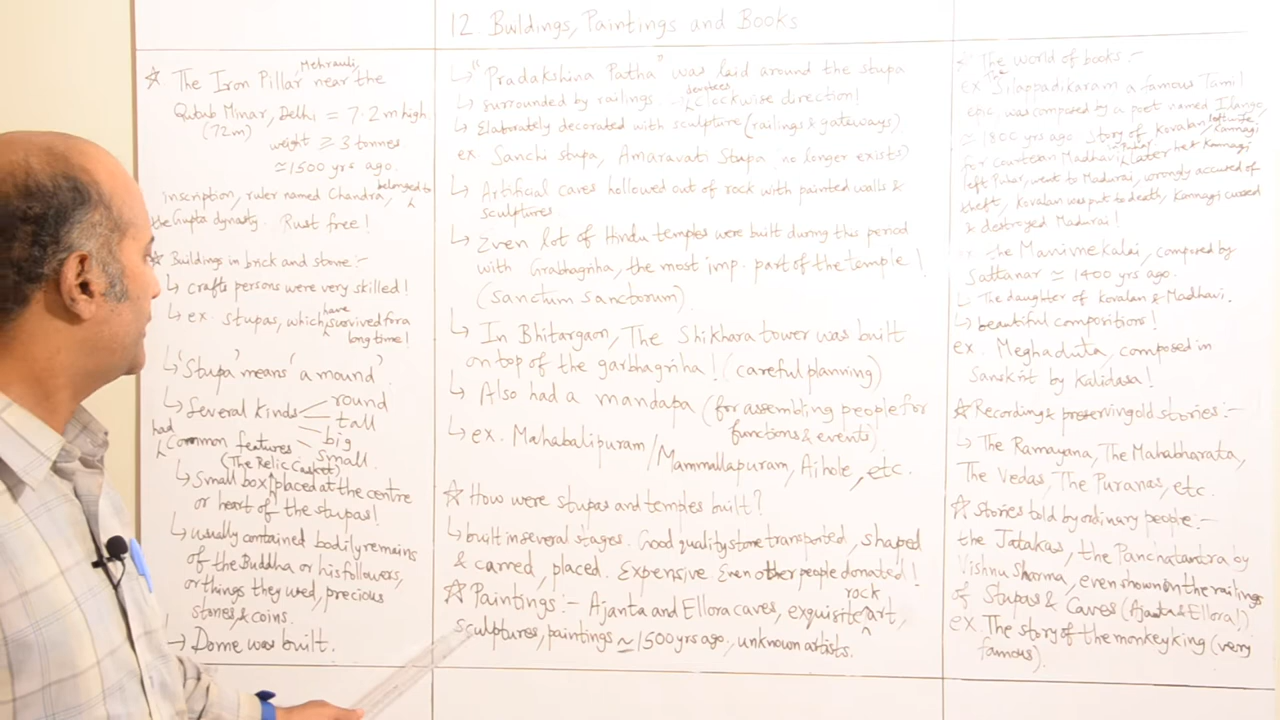 12. Buildings, Paintings and Books
☆ The Iron Pillar near the
Mehrauli,
Qutub Minar, Delhi = 7.2m high.
(72m)
weight ≥ 3 tonnes
≃ 1500 yrs ago.
inscription, ruler named Chandra, belonged to
the Gupta dynasty. Rust free!
☆ Buildings in brick and stone:-
↳ crafts persons were very skilled!
↳ ex. stupas, which have survived for a
long time!
↳ 'Stupa' means 'a mound'
↳ Several kinds round
tall
big
small.
↳ had Common features
(The Relic Casket)
↳ Small box placed at the centre
or heart of the stupas!
↳ usually contained bodily remains
of the Buddha or his followers,
or things they used, precious
stones & coins.
→ Dome was built.
↳ "Pradakshina Patha" was laid around the stupa
↳ surrounded by railings. → devotees clockwise direction!
↳ Elaborately decorated with sculpture (railings & gateways)
ex. Sanchi stupa, Amaravati Stupa (no longer exists)
↳ Artificial caves hollowed out of rock with painted walls &
sculptures.
↳ Even lot of Hindu temples were built during this period
with Grabhagriha, the most imp. part of the temple!
(sanctum sanctorum)
↳ In Bhitargaon, The Shikhara tower was built
on top of the garbhagriha! (careful planning)
↳ Also had a mandapa (for assembling people for
functions & events)
↳ ex. Mahabalipuram/
Mammallapuram, Aihole, etc.
☆ How were stupas and temples built?
↳ built in several stages. Good quality stone transported, shaped
& carved, placed. Expensive. Even other people donated!
☆ Paintings:- Ajanta and Ellora caves, exquisite rock art,
sculptures, paintings ≃ 1500 yrs ago, unknown artists.
☆ The world of books:-
ex. The Silappadikaram a famous Tamil
epic, was composed by a poet named Ilango,
≃ 1800 yrs ago. Story of Kovalan left wife Kannagi
for courtesan Madhavi in Puhar, Later he & Kannagi
left Puhar, went to Madurai, wrongly accused of
theft, Kovalan was put to death, Kannagi cursed
& destroyed Madurai!
ex. the Manimekalai, composed by
Sattanar ≃ 1400 yrs ago.
↳ The daughter of Kovalan & Madhavi.
↳ beautiful compositions!
ex. Meghaduta, composed in
Sanskrit by Kalidasa!
☆ Recording & preserving old stories:-
↳ The Ramayana, The Mahabharata,
The Vedas, The Puranas, etc.
☆ Stories told by ordinary people:-
the Jatakas, the Panchatantra by
Vishnu Sharma, even shown on the railings
of Stupas & Caves (Ajanta & Ellora!)
ex. The story of the monkey king (very
famous).